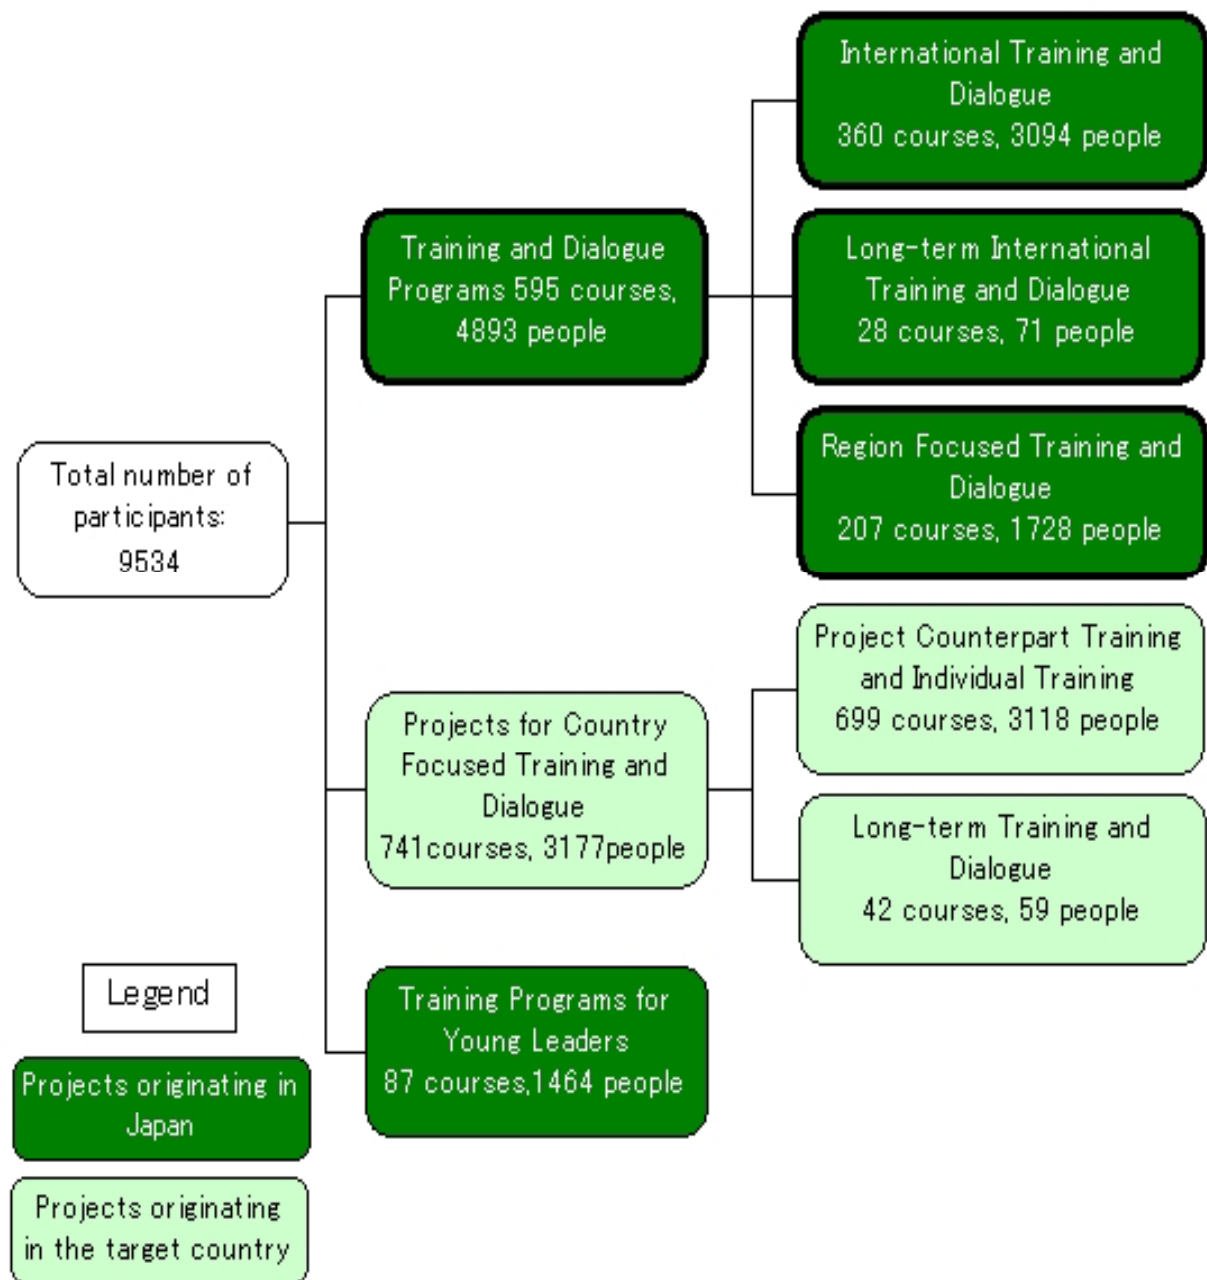 International Training and
Dialogue
360 courses, 3094 people
Training and Dialogue
Programs 595 courses,
4893 people
Long-term International
Training and Dialogue
28 courses, 71 people
Region Focused Training and
Dialogue
207 courses, 1728 people
Total number of
participants:
9534
Project Counterpart Training
and Individual Training
699 courses, 3118 people
Projects for Country
Focused Training and
Dialogue
741courses, 3177people
Long-term Training and
Dialogue
42 courses, 59 people
Training Programs for
Young Leaders
87 courses,1464 people
Legend
Projects originating in
Japan
Projects originating
in the target country